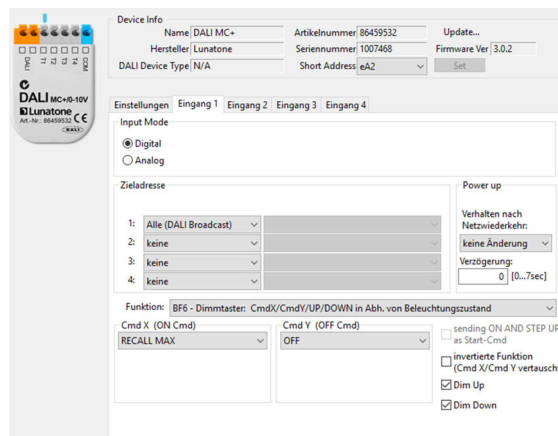 Device Info
Name DALI MC+ Artikelnummer 86459532 Update...
Hersteller Lunatone Seriennummer 1007468 Firmware Ver 3.0.2
DALI Device Type N/A Short Address eA2 Set
DALI T1 T2 T3 T4 COM
DALI MC+/0-10V
Lunatone
Art.-Nr.: 86459532 CE
DALI
Einstellungen Eingang 1 Eingang 2 Eingang 3 Eingang 4
Input Mode
Digital
Analog
Zieladresse
Power up
1: Alle (DALI Broadcast)
2: keine
3: keine
4: keine
Verhalten nach
Netzwiederkehr:
keine Änderung
Verzögerung:
0 [0...7sec]
Funktion: BF6 - Dimmtaster: CmdX/CmdY/UP/DOWN in Abh. von Beleuchtungszustand
Cmd X (ON Cmd)
RECALL MAX
Cmd Y (OFF Cmd)
OFF
sending ON AND STEP UP
as Start-Cmd
invertierte Funktion
(Cmd X/Cmd Y vertauscht
Dim Up
Dim Down